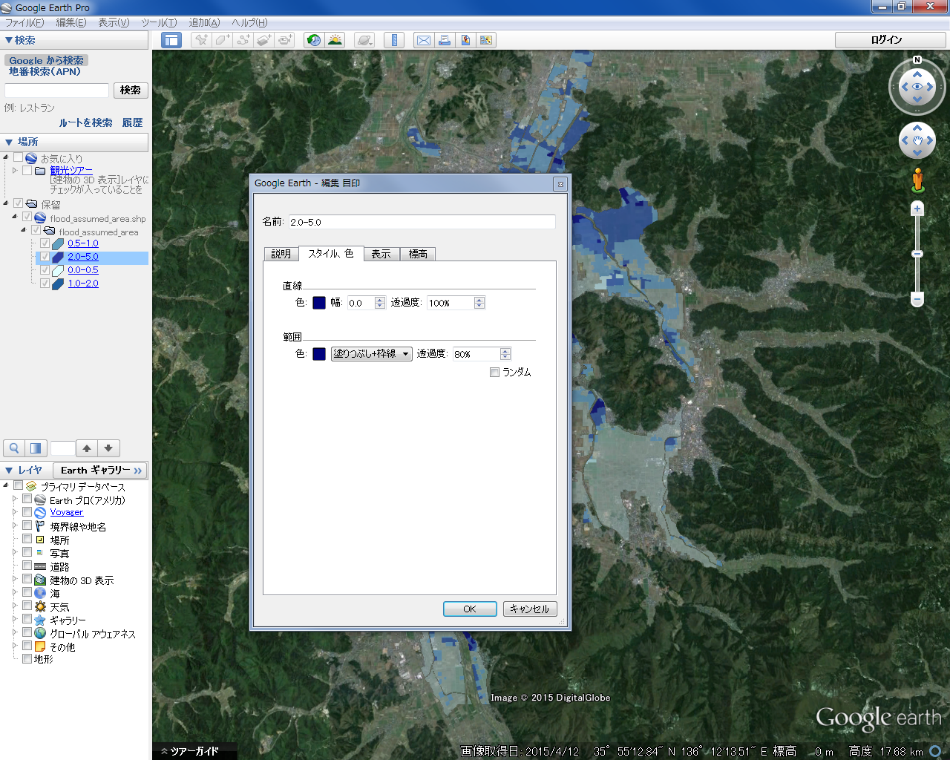 Google Earth Pro
ファイル(F) 編集(E) 表示(V) ツール(T) 追加(A) ヘルプ(H)
▼検索
Google から検索
地番検索(APN)
検索
例: レストラン
ルートを検索 履歴
▼ 場所
お気に入り
観光ツアー
[建物の 3D 表示]レイヤに
チェックが入っていることを
保留
flood_assumed_area.shp
flood_assumed_area
0.5-1.0
2.0-5.0
0.0-0.5
1.0-2.0
▼ レイヤ Earth ギャラリー »
プライマリ データベース
Earth プロ(アメリカ)
Voyager
境界線や地名
場所
写真
道路
建物の 3D 表示
海
天気
ギャラリー
グローバル アウェアネス
その他
地形
ログイン
N
Google Earth - 編集 目印
名前: 2.0-5.0
説明 スタイル、色 表示 標高
直線
色: 幅: 0.0 透過度: 100%
範囲
色: 塗りつぶし+枠線 透過度: 80%
ランダム
OK キャンセル
Image © 2015 DigitalGlobe
Google earth
ツアーガイド
画像取得日: 2015/4/12 35° 55'12.84" N 136° 12'13.51" E 標高 0 m 高度 17.68 km